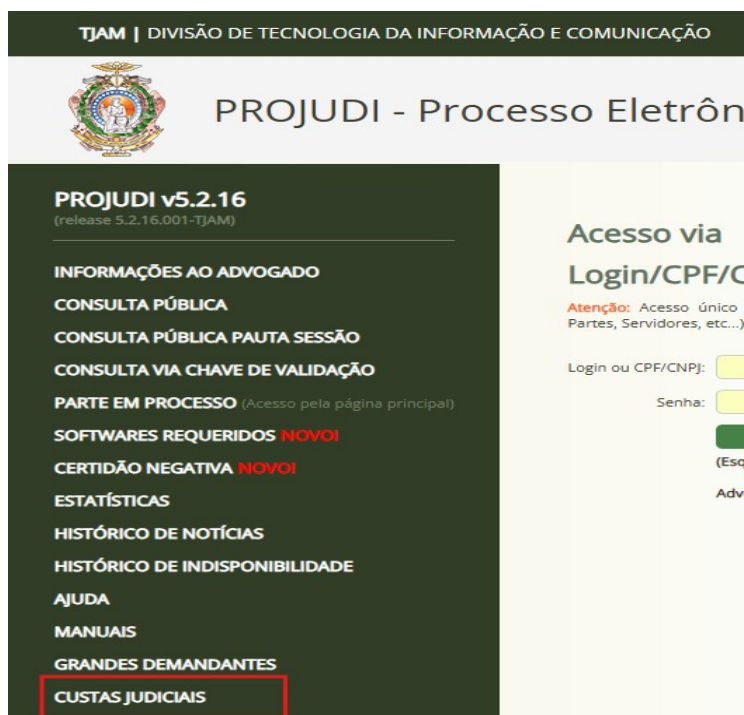 TJAM | DIVISÃO DE TECNOLOGIA DA INFORMAÇÃO E COMUNICAÇÃO
PROJUDI - Processo Eletrôn
PROJUDI v5.2.16
(release 5.2.16.001-TJAM)
INFORMAÇÕES AO ADVOGADO
CONSULTA PÚBLICA
CONSULTA PÚBLICA PAUTA SESSÃO
CONSULTA VIA CHAVE DE VALIDAÇÃO
PARTE EM PROCESSO (Acesso pela página principal)
SOFTWARES REQUERIDOS NOVO!
CERTIDÃO NEGATIVA NOVO!
ESTATÍSTICAS
HISTÓRICO DE NOTÍCIAS
HISTÓRICO DE INDISPONIBILIDADE
AJUDA
MANUAIS
GRANDES DEMANDANTES
CUSTAS JUDICIAIS
Acesso via
Login/CPF/C
Atenção: Acesso único
Partes, Servidores, etc...)
Login ou CPF/CNPJ:
Senha:
(Esq
Adv